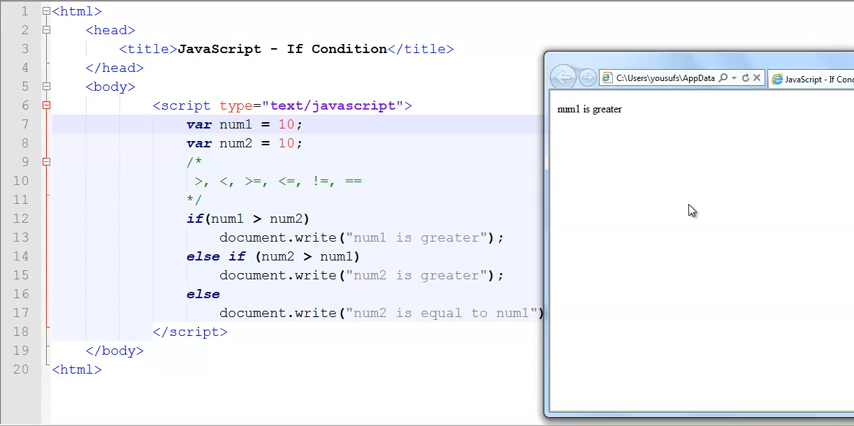 1 <html>
2 <head>
3 <title>JavaScript - If Condition</title>
4 </head>
5 <body>
6 <script type="text/javascript">
7 var num1 = 10;
8 var num2 = 10;
9 /*
10 >, <, >=, <=, !=, ==
11 */
12 if(num1 > num2)
13 document.write("num1 is greater");
14 else if (num2 > num1)
15 document.write("num2 is greater");
16 else
17 document.write("num2 is equal to num1")
18 </script>
19 </body>
20 <html>
C:\Users\yousufs\AppData
JavaScript - If Cond
num1 is greater